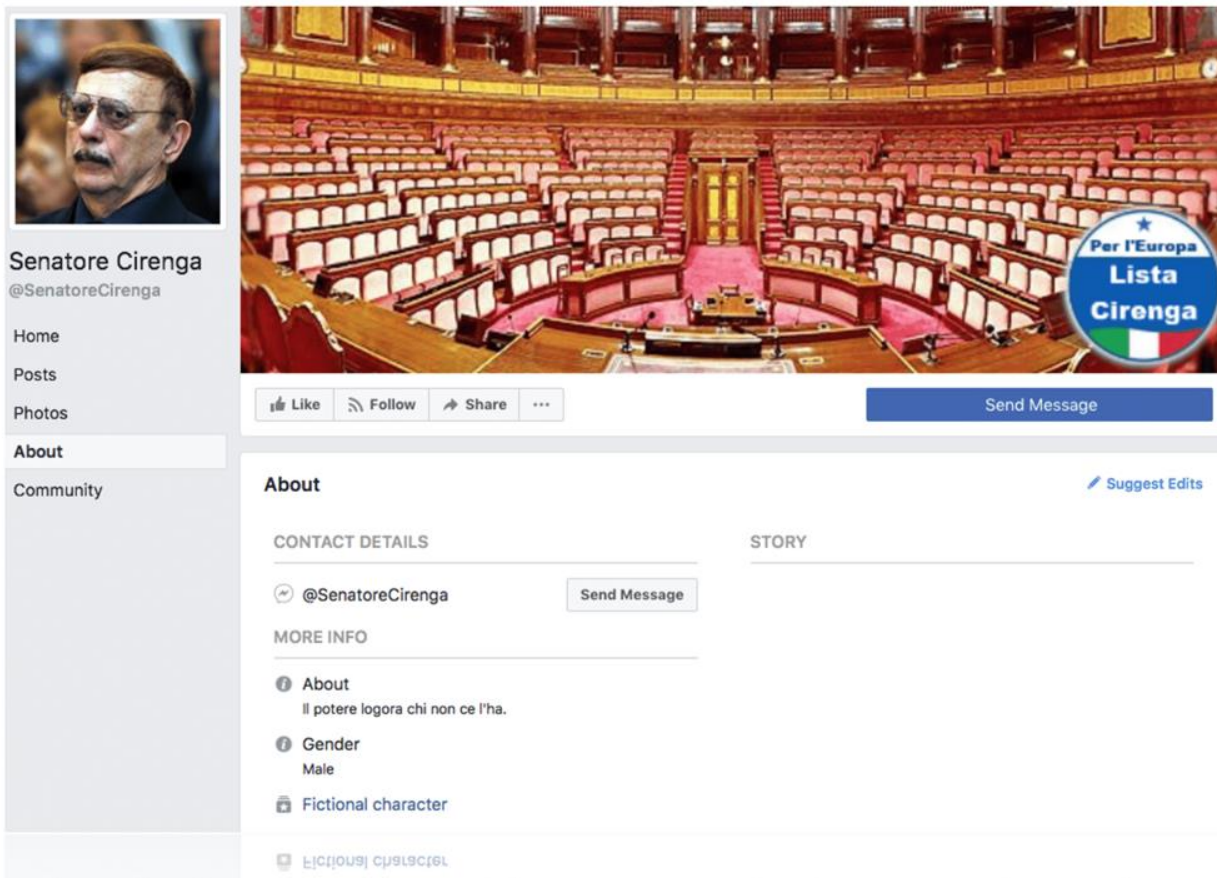 Senatore Cirenga
@SenatoreCirenga
Home
Posts
Photos
About
Community
Per l'Europa
Lista
Cirenga
Like Follow Share ...
Send Message
About
Suggest Edits
CONTACT DETAILS
@SenatoreCirenga
Send Message
MORE INFO
About
Il potere logora chi non ce l'ha.
Gender
Male
Fictional character
STORY
Fictional character